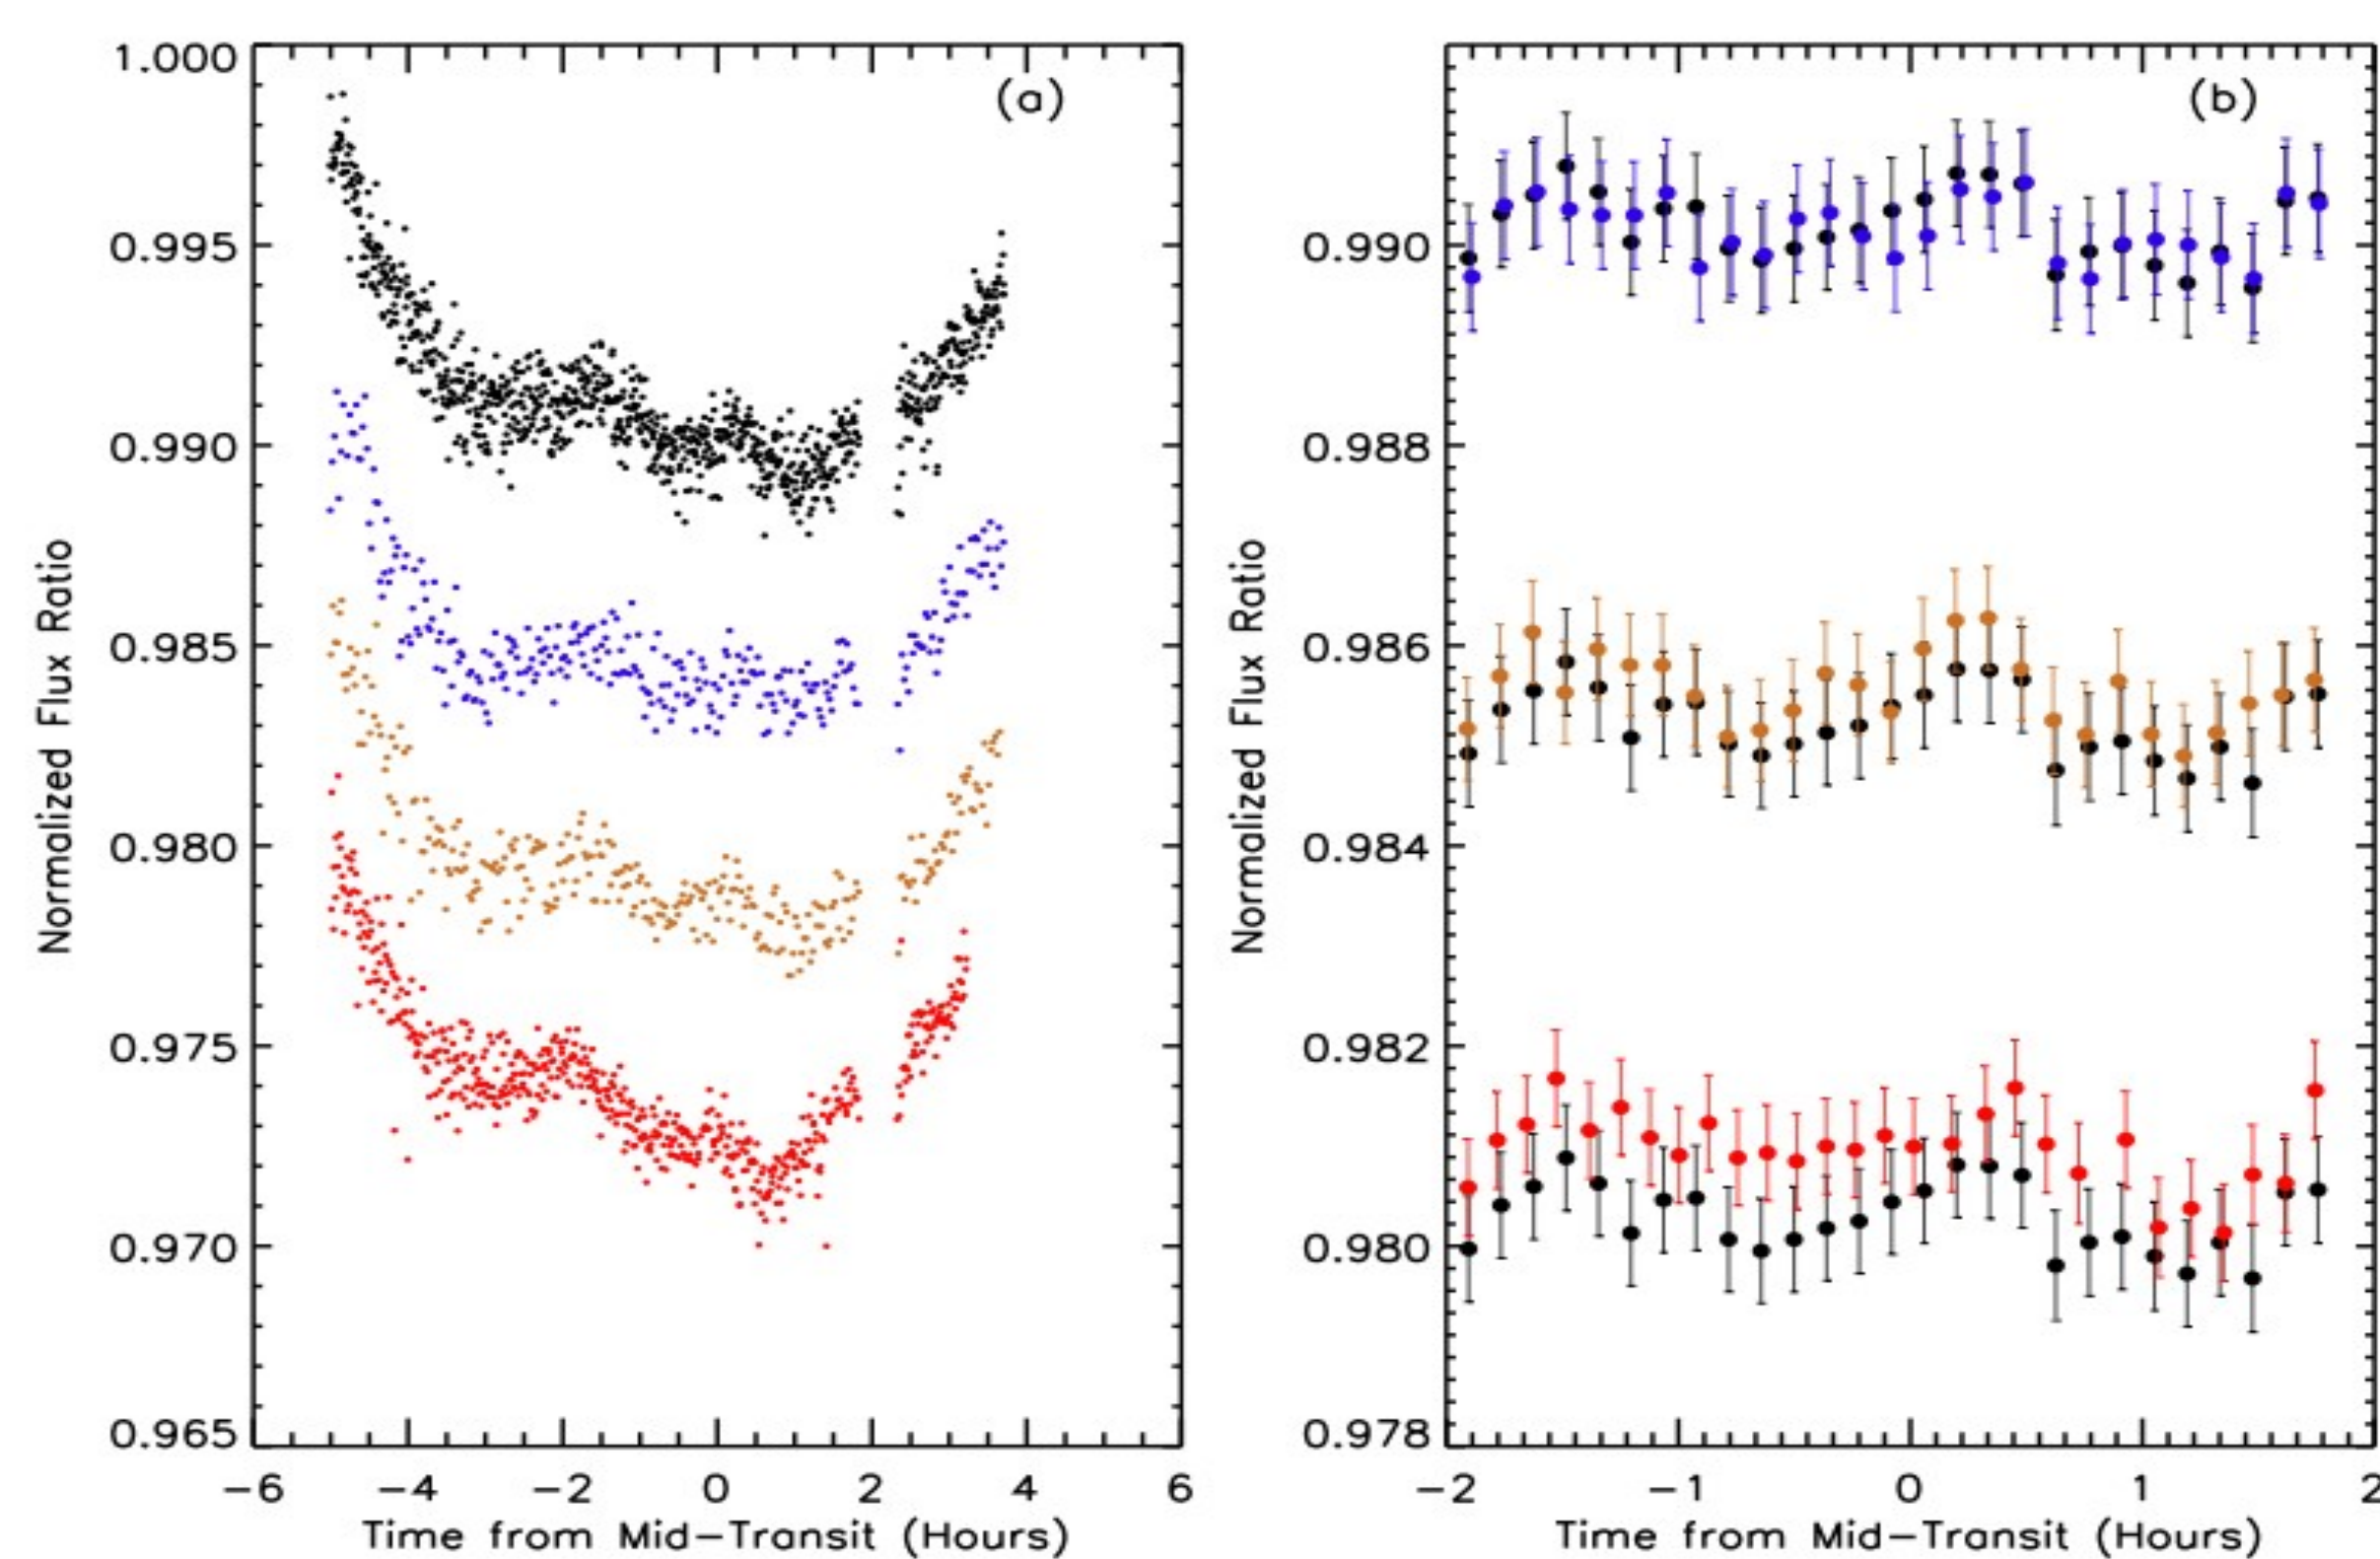 (a)
1.000
0.995
0.990
0.985
0.980
0.975
0.970
0.965
Normalized Flux Ratio
−6 −4 −2 0 2 4 6
Time from Mid−Transit (Hours)
(b)
0.990
0.988
0.986
0.984
0.982
0.980
0.978
Normalized Flux Ratio
−2 −1 0 1 2
Time from Mid−Transit (Hours)